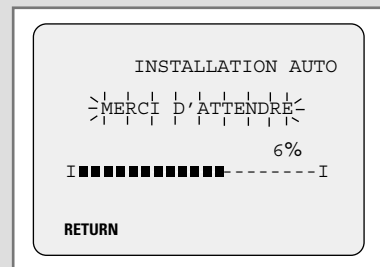 INSTALLATION AUTO
MERCI D'ATTENDRE
6%
I■■■■■■■■■■■■--------I
RETURN